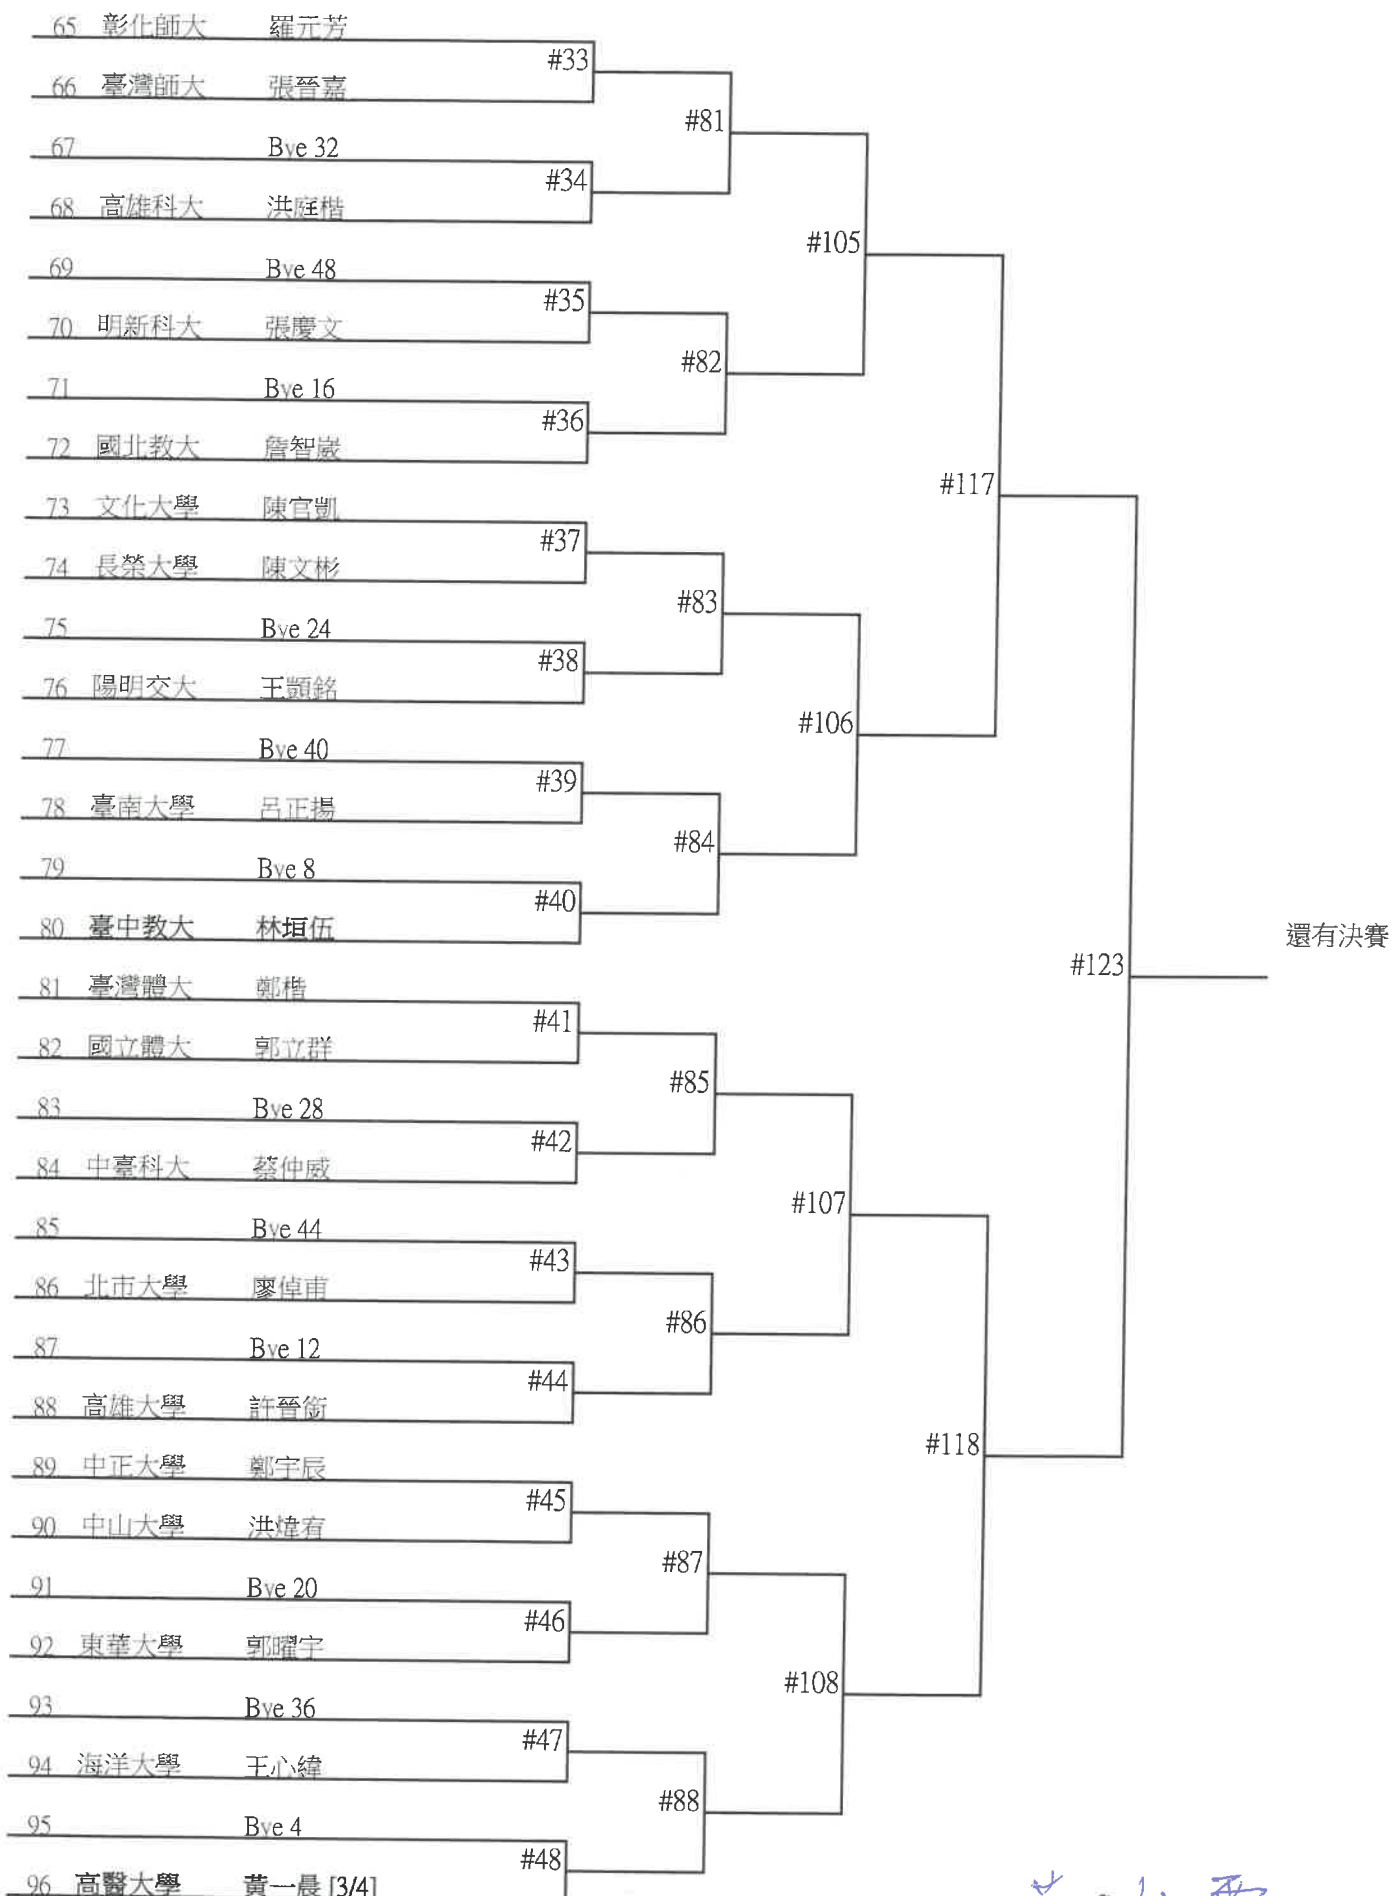 65 彰化師大 羅元芳
#33
66 臺灣師大 張晉嘉
#81
67 Bye 32
#34
68 高雄科大 洪庭楷
#105
69 Bye 48
#35
70 明新科大 張慶文
#82
71 Bye 16
#36
72 國北教大 詹智崴
#117
73 文化大學 陳官凱
#37
74 長榮大學 陳文彬
#83
75 Bye 24
#38
76 陽明交大 王顗銘
#106
77 Bye 40
#39
78 臺南大學 呂正揚
#84
79 Bye 8
#40
80 臺中教大 林垣伍
還有決賽
#123
81 臺灣體大 鄭楷
#41
82 國立體大 郭立群
#85
83 Bye 28
#42
84 中臺科大 蔡仲威
#107
85 Bye 44
#43
86 北市大學 廖倬甫
#86
87 Bye 12
#44
88 高雄大學 許晉銜
#118
89 中正大學 鄭宇辰
#45
90 中山大學 洪煒宥
#87
91 Bye 20
#46
92 東華大學 郭曜宇
#108
93 Bye 36
#47
94 海洋大學 王心緯
#88
95 Bye 4
#48
96 高醫大學 黃一晨 [3/4]